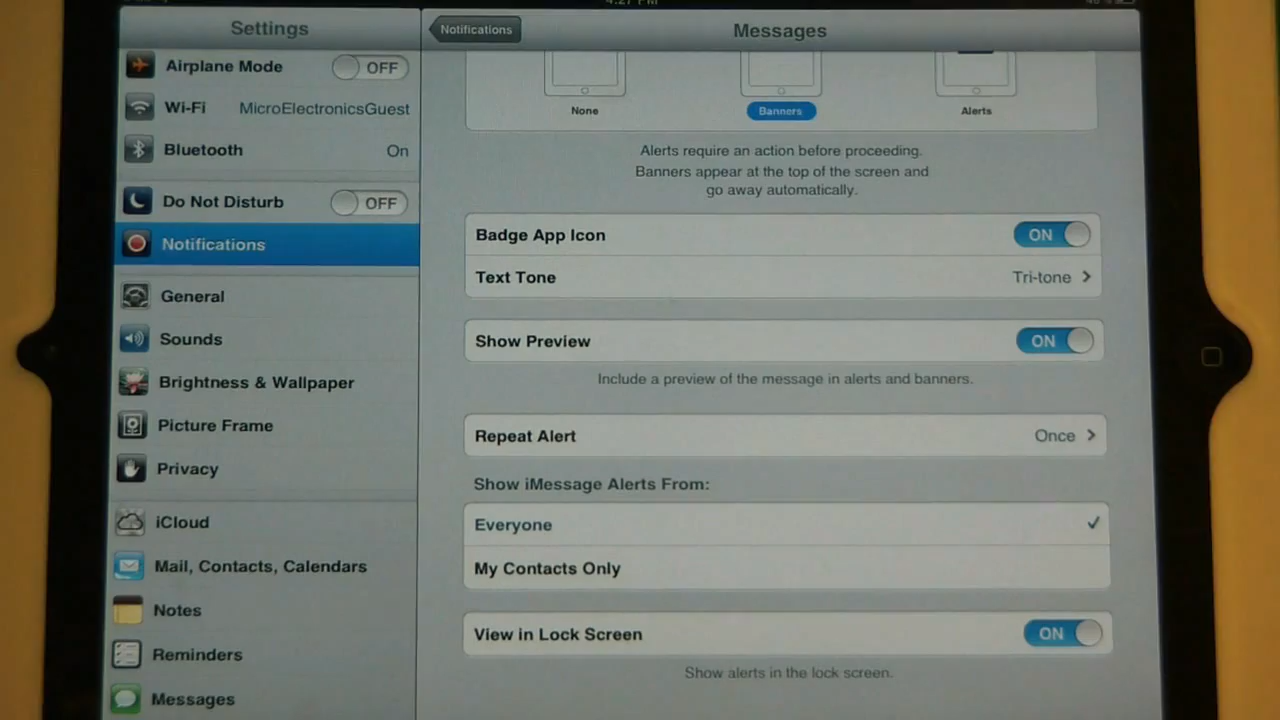 4:27 PM
Settings
Airplane Mode OFF
Wi-Fi MicroElectronicsGuest
Bluetooth On
Do Not Disturb OFF
Notifications
General
Sounds
Brightness & Wallpaper
Picture Frame
Privacy
iCloud
Mail, Contacts, Calendars
Notes
Reminders
Messages
Notifications
Messages
None Banners Alerts
Alerts require an action before proceeding.
Banners appear at the top of the screen and
go away automatically.
Badge App Icon ON
Text Tone Tri-tone
Show Preview ON
Include a preview of the message in alerts and banners.
Repeat Alert Once
Show iMessage Alerts From:
Everyone
My Contacts Only
View in Lock Screen ON
Show alerts in the lock screen.